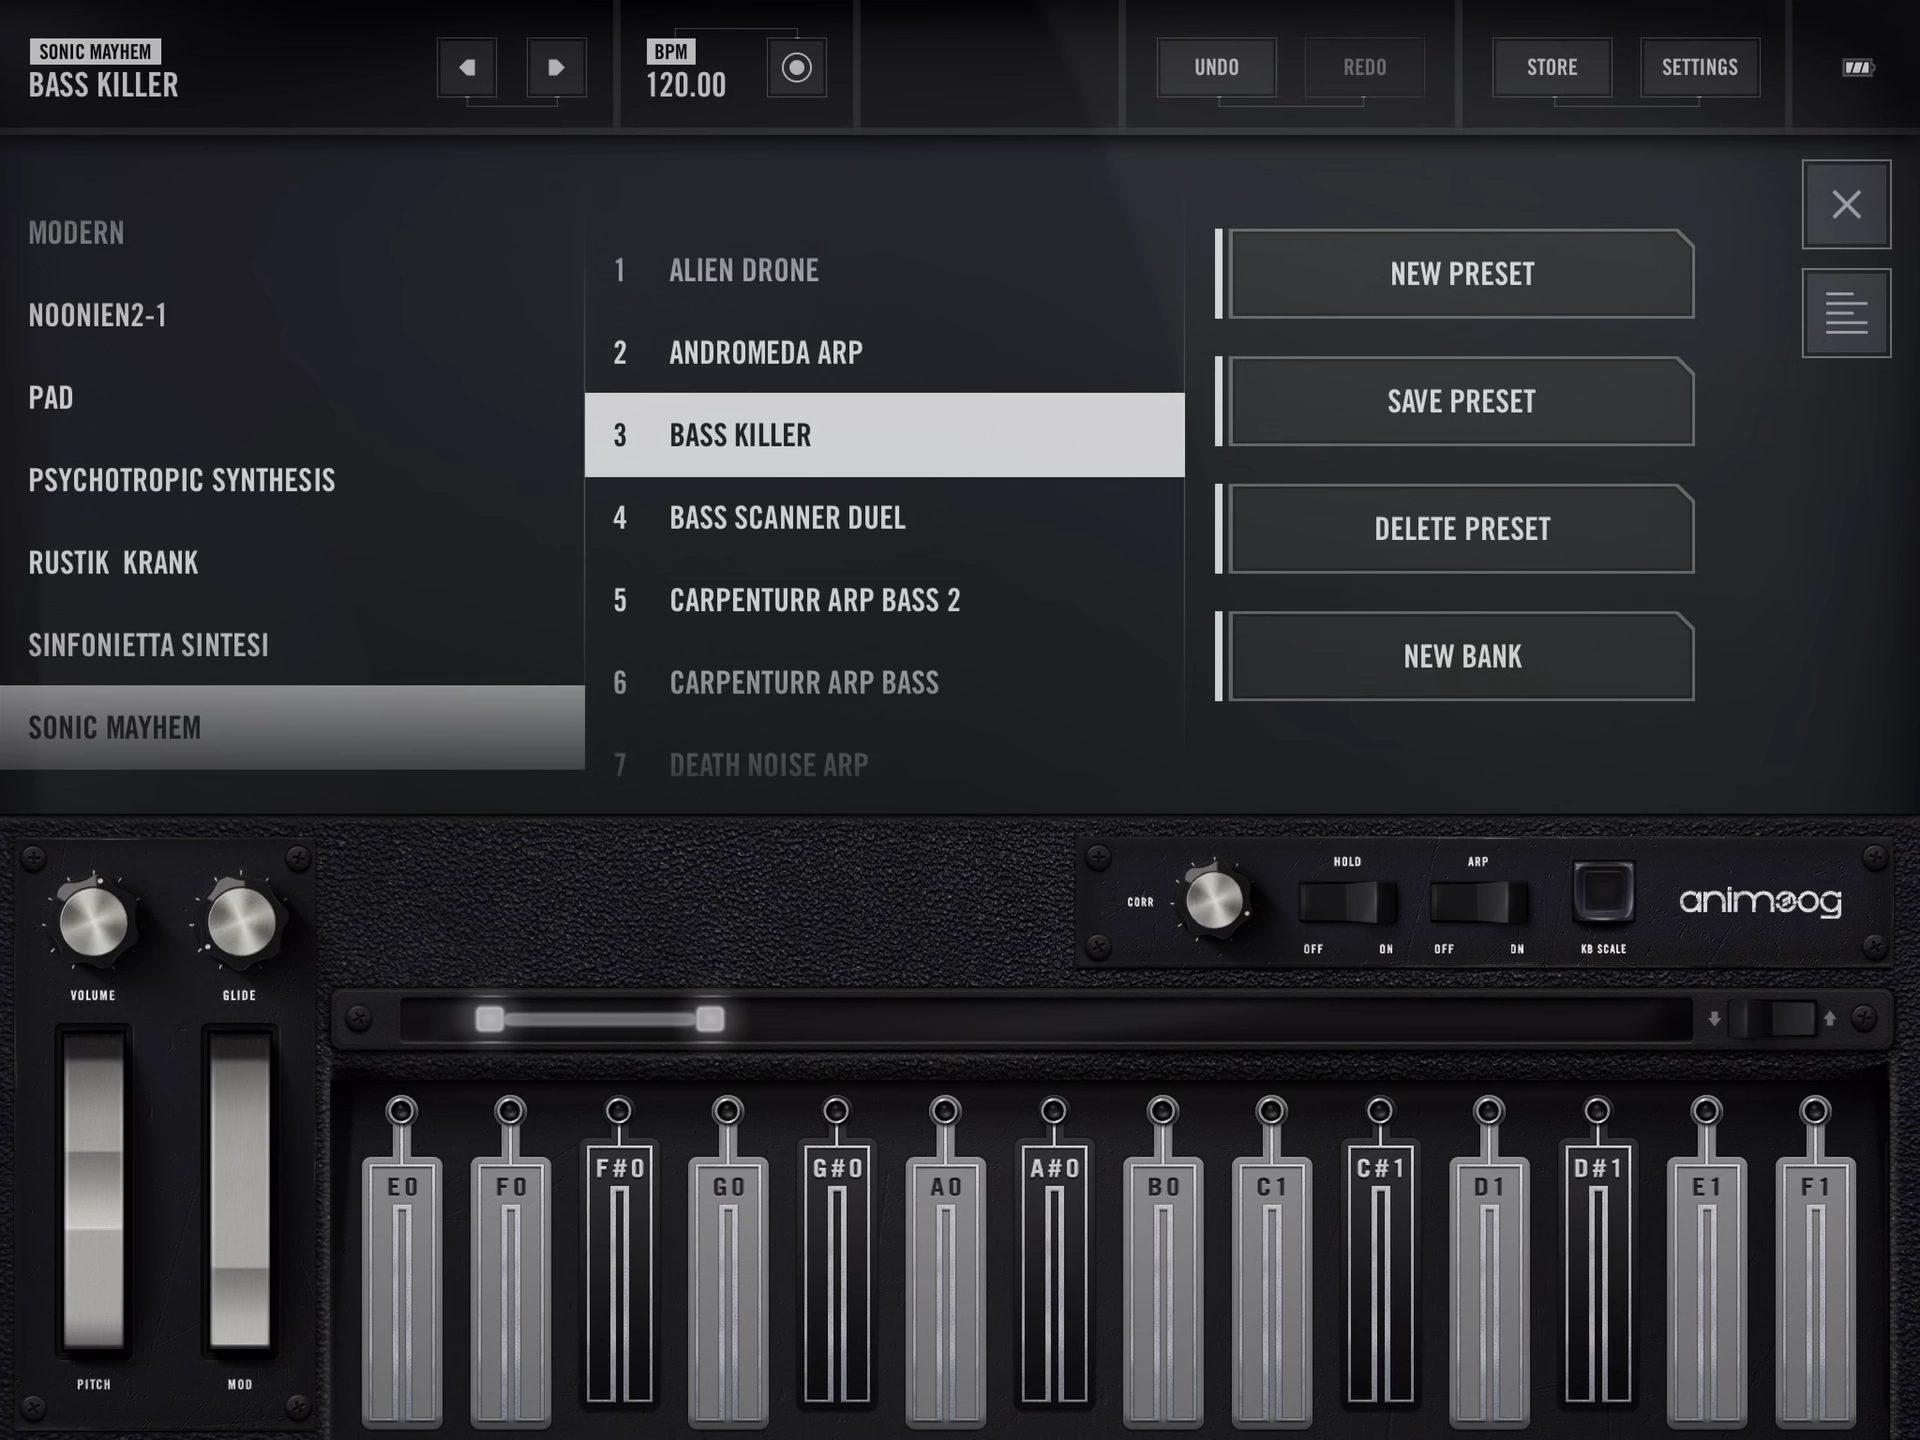 SONIC MAYHEM
BASS KILLER
BPM
120.00
UNDO
REDO
STORE
SETTINGS
MODERN
NOONIEN2-1
PAD
PSYCHOTROPIC SYNTHESIS
RUSTIK  KRANK
SINFONIETTA SINTESI
SONIC MAYHEM
1 ALIEN DRONE
2 ANDROMEDA ARP
3 BASS KILLER
4 BASS SCANNER DUEL
5 CARPENTURR ARP BASS 2
6 CARPENTURR ARP BASS
7 DEATH NOISE ARP
NEW PRESET
SAVE PRESET
DELETE PRESET
NEW BANK
VOLUME
GLIDE
PITCH
MOD
CORR
HOLD
OFF
ON
ARP
OFF
ON
KB SCALE
animoog
E0
F0
F#0
G0
G#0
A0
A#0
B0
C1
C#1
D1
D#1
E1
F1